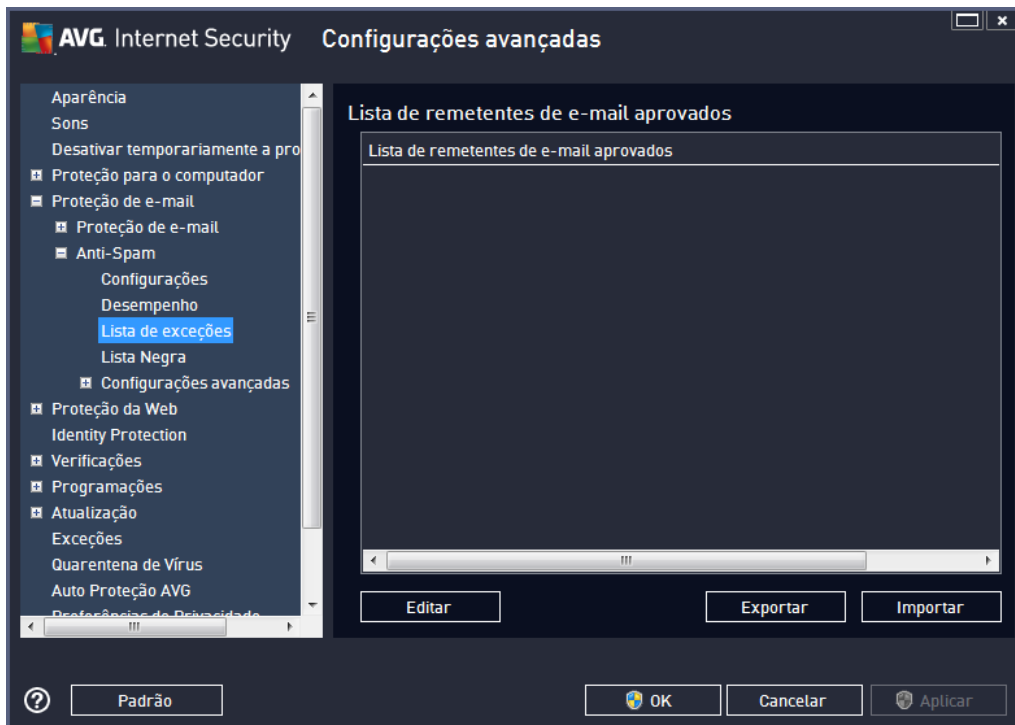 AVG. Internet Security Configurações avançadas
Aparência
Sons
Desativar temporariamente a pro
Proteção para o computador
Proteção de e-mail
Proteção de e-mail
Anti-Spam
Configurações
Desempenho
Lista de exceções
Lista Negra
Configurações avançadas
Proteção da Web
Identity Protection
Verificações
Programações
Atualização
Exceções
Quarentena de Vírus
Auto Proteção AVG
Preferências de Privacidade
Lista de remetentes de e-mail aprovados
Lista de remetentes de e-mail aprovados
Editar Exportar Importar
Padrão OK Cancelar Aplicar